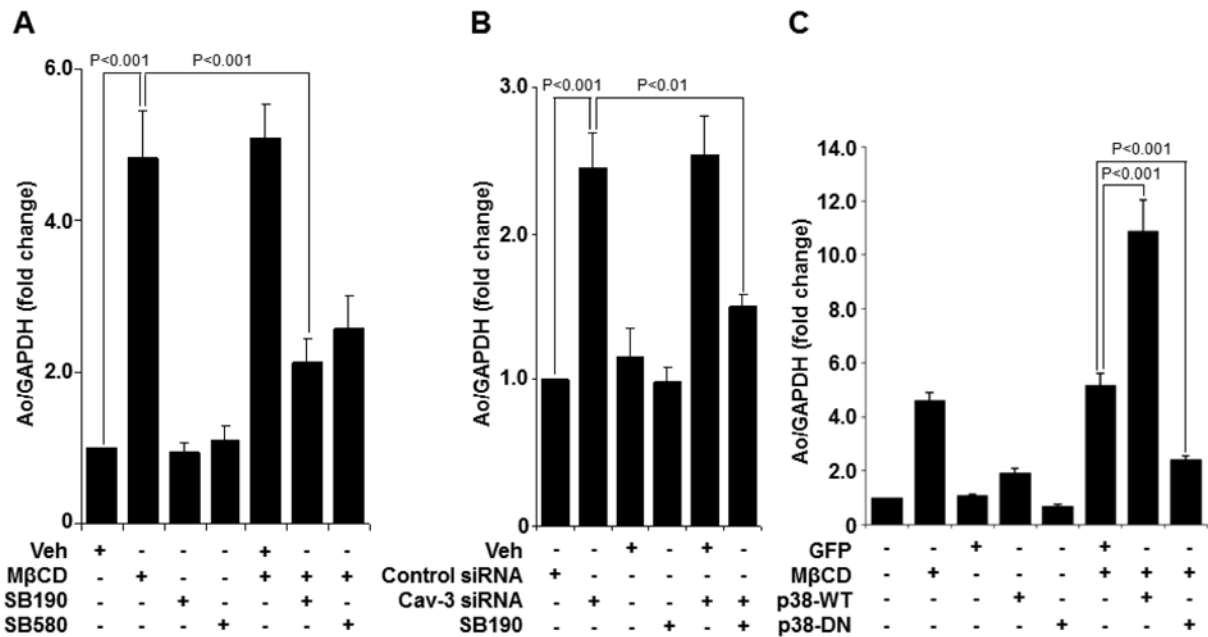 A
P<0.001
P<0.001
6.0
4.0
2.0
0
Ao/GAPDH (fold change)
Veh + - - - + - -
MβCD - + - - + + +
SB190 - - + - - + -
SB580 - - - + - - +
B
P<0.001
P<0.01
3.0
2.0
1.0
0
Ao/GAPDH (fold change)
Veh - - + - + -
Control siRNA + - - - - -
Cav-3 siRNA - + - - + +
SB190 - - - + - +
C
P<0.001
P<0.001
14.0
12.0
10.0
8.0
6.0
4.0
2.0
0
Ao/GAPDH (fold change)
GFP - - + - - + - -
MβCD - + - - - + + +
p38-WT - - - + - - + -
p38-DN - - - - + - - +